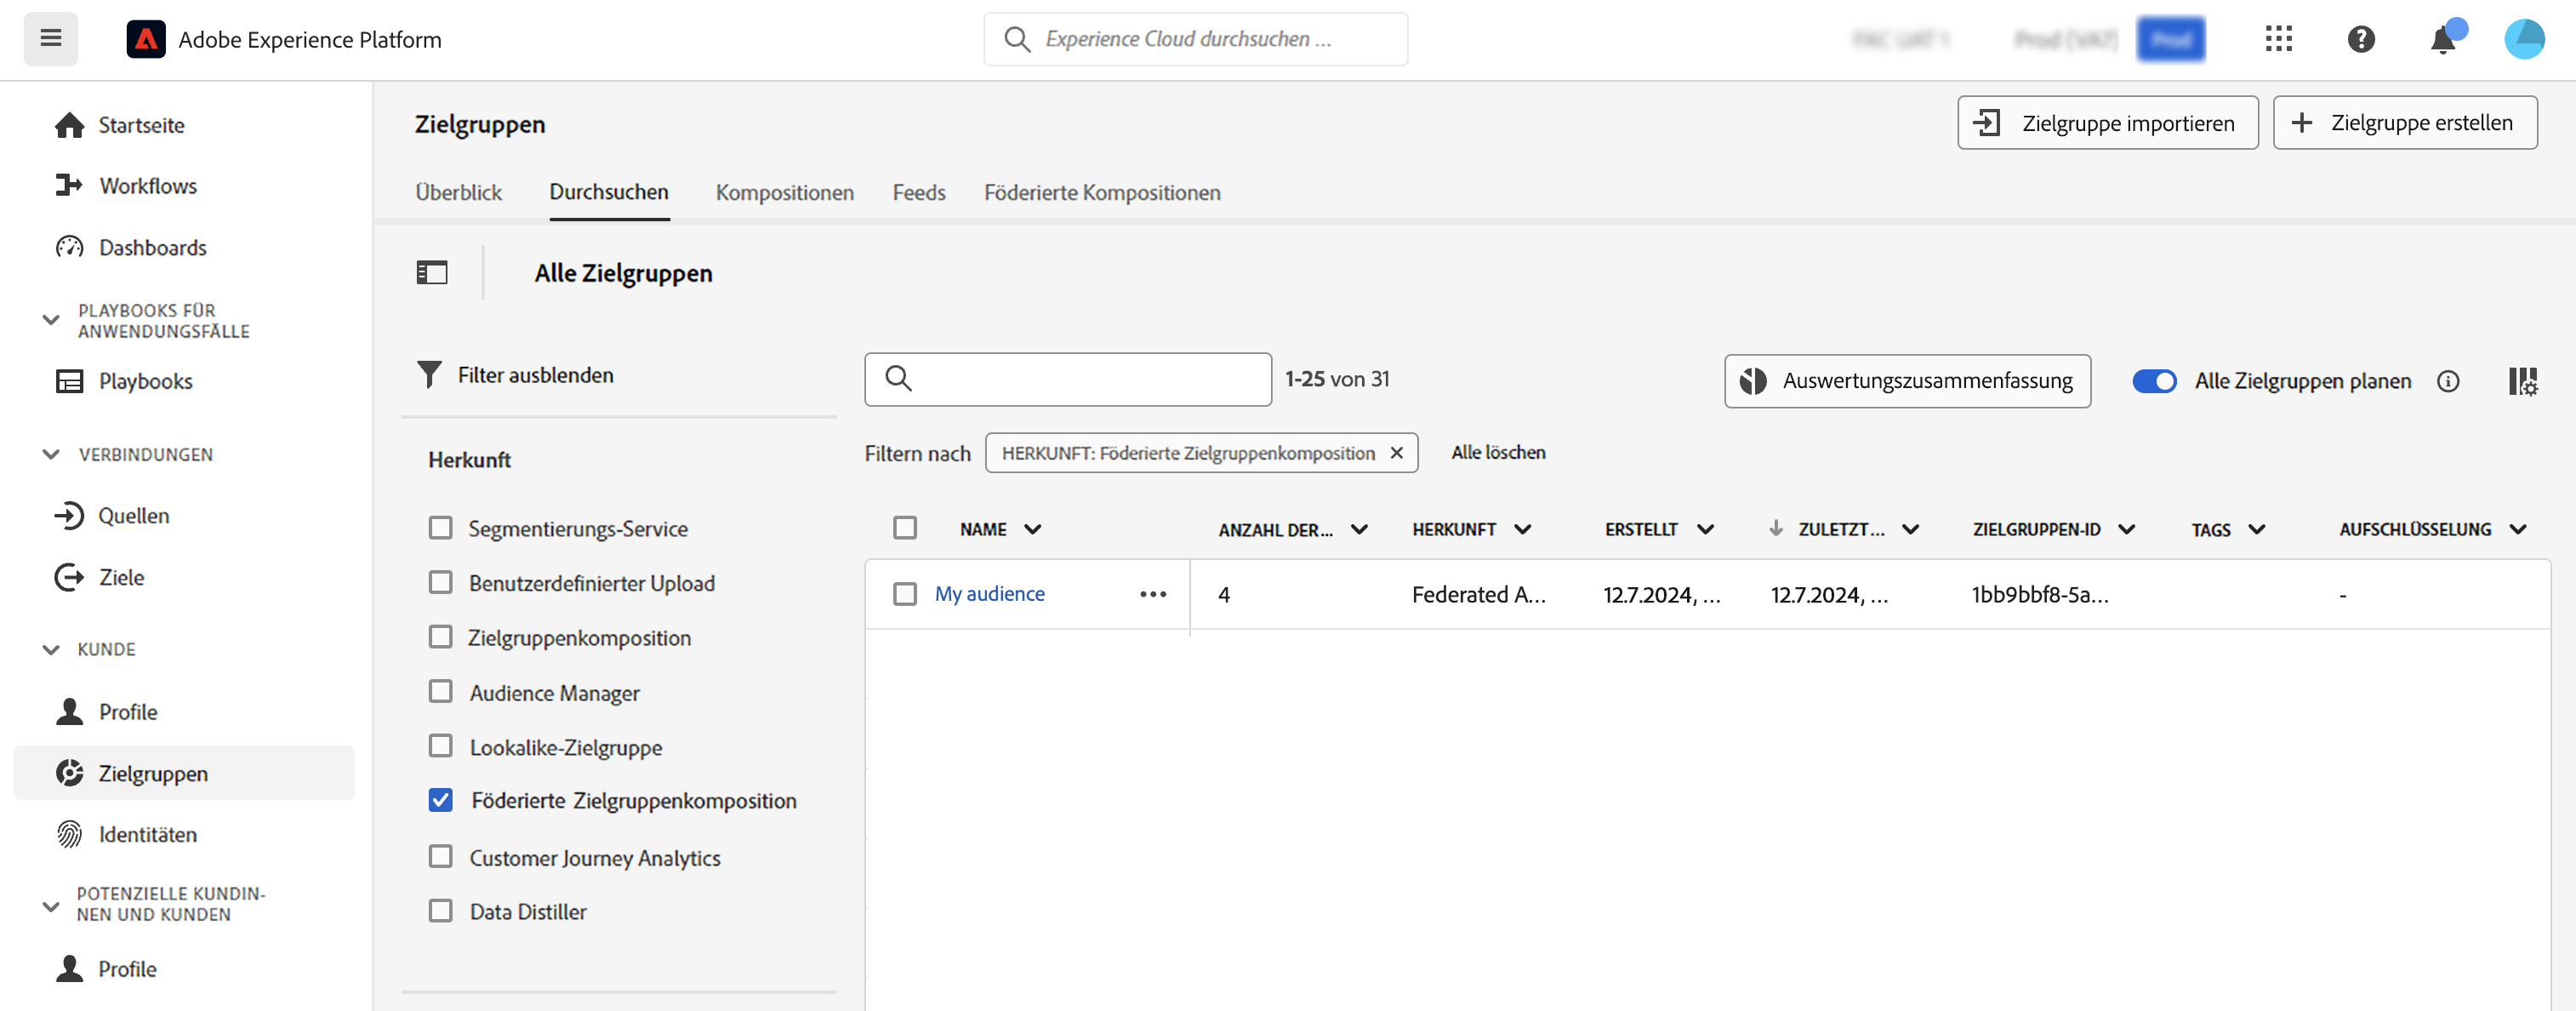 Adobe Experience Platform
Experience Cloud durchsuchen ...
Startseite
Workflows
Dashboards
PLAYBOOKS FÜR
ANWENDUNGSFÄLLE
Playbooks
VERBINDUNGEN
Quellen
Ziele
KUNDE
Profile
Zielgruppen
Identitäten
POTENZIELLE KUNDIN-
NEN UND KUNDEN
Profile
Zielgruppen
Zielgruppe importieren
Zielgruppe erstellen
Überblick Durchsuchen Kompositionen Feeds Föderierte Kompositionen
Alle Zielgruppen
Filter ausblenden
Herkunft
Segmentierungs-Service
Benutzerdefinierter Upload
Zielgruppenkomposition
Audience Manager
Lookalike-Zielgruppe
Föderierte Zielgruppenkomposition
Customer Journey Analytics
Data Distiller
1-25 von 31
Auswertungszusammenfassung
Alle Zielgruppen planen
Filtern nach HERKUNFT: Föderierte Zielgruppenkomposition Alle löschen
NAME ANZAHL DER... HERKUNFT ERSTELLT ZULETZT... ZIELGRUPPEN-ID TAGS AUFSCHLÜSSELUNG
My audience 4 Federated A... 12.7.2024, ... 12.7.2024, ... 1bb9bbf8-5a... -